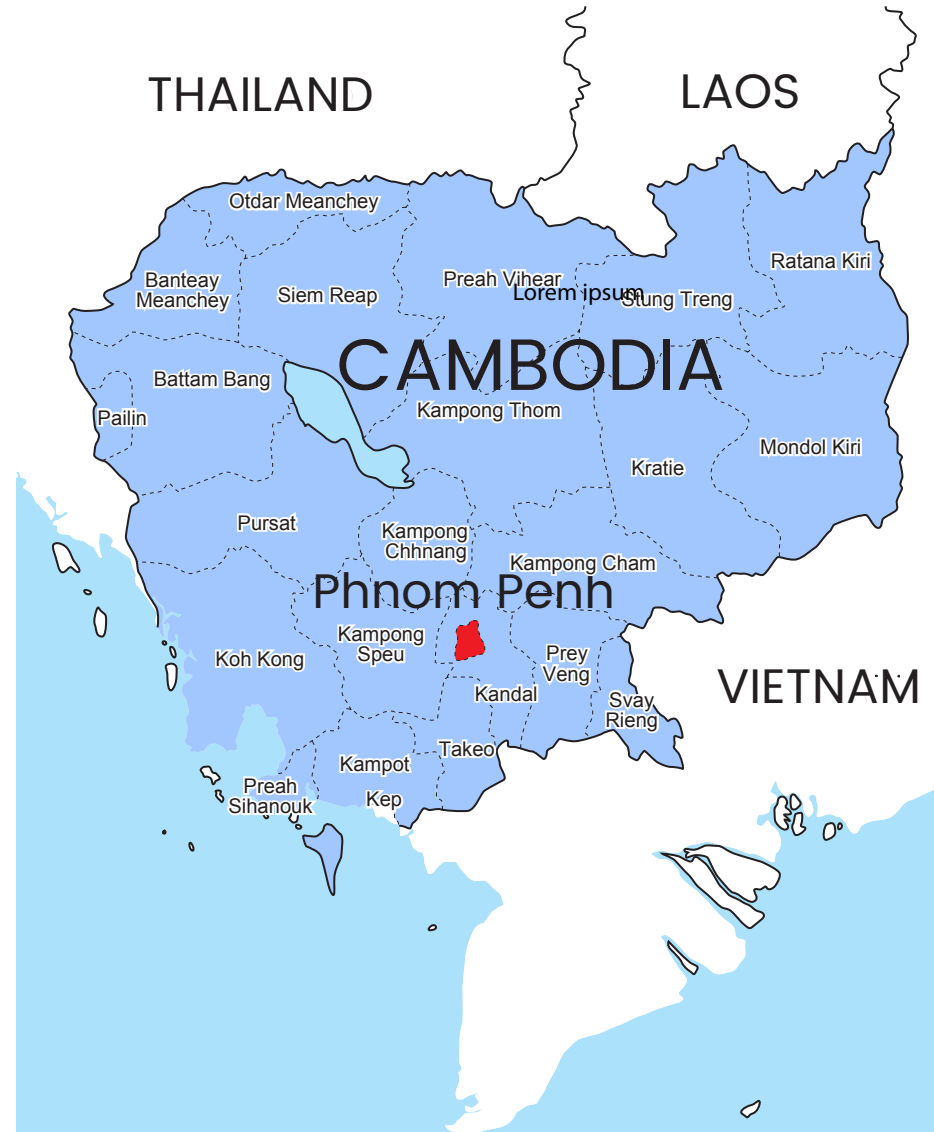 THAILAND
LAOS
Otdar Meanchey
Ratana Kiri
Banteay
Meanchey
Siem Reap
Preah Vihear
Lorem ipsum
Stung Treng
CAMBODIA
Battam Bang
Kampong Thom
Pailin
Mondol Kiri
Kratie
Pursat
Kampong
Chhnang
Kampong Cham
Phnom Penh
Kampong
Speu
Koh Kong
Prey
Veng
Kandal
VIETNAM
Svay
Rieng
Takeo
Kampot
Preah
Sihanouk
Kep